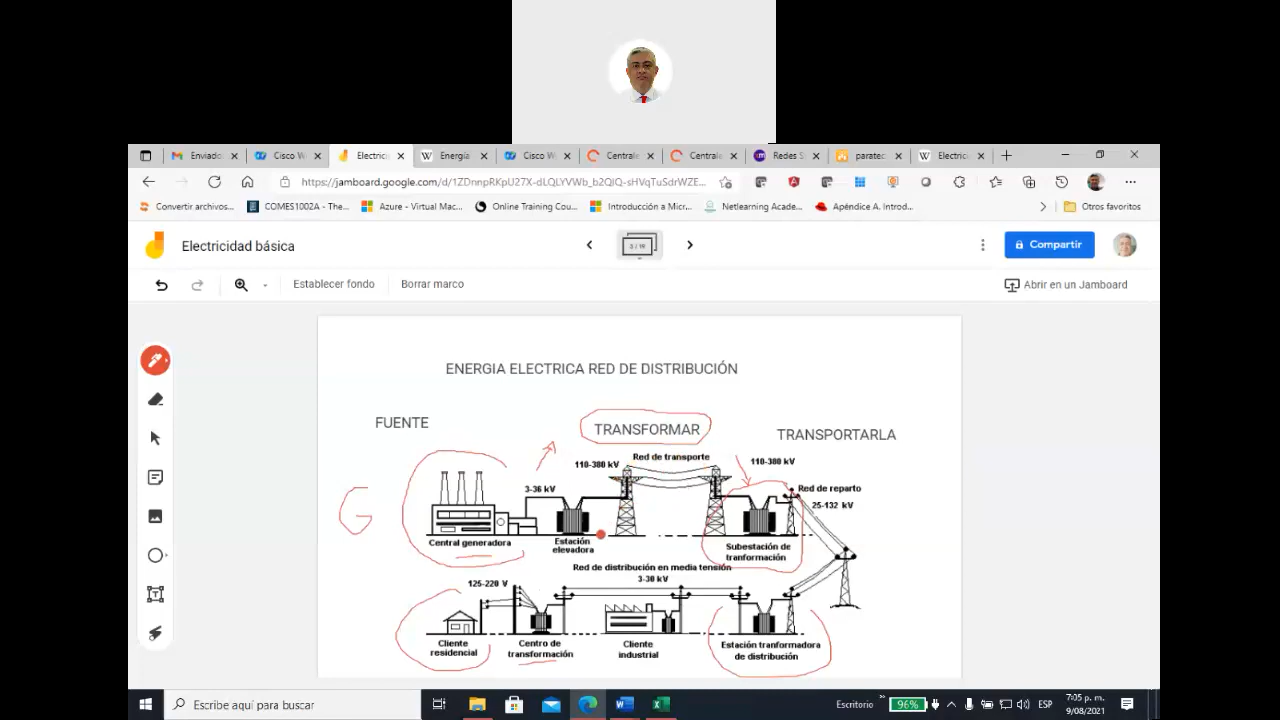 Enviado
Cisco W
Electrici
Energía
Cisco W
Centrale
Centrale
Redes S
paratec
Electric
https://jamboard.google.com/d/1ZDnnpRKpU27X-dLQLYVWb_b2QIQ-sHVqTuSdrWZE...
Convertir archivos...
COMES1002A - The...
Azure - Virtual Mac...
Online Training Cou...
Introducción a Micr...
Netlearning Acade...
Apéndice A. Introd...
Otros favoritos
Electricidad básica
3 / 19
Compartir
Establecer fondo
Borrar marco
Abrir en un Jamboard
ENERGIA ELECTRICA RED DE DISTRIBUCIÓN
FUENTE
TRANSFORMAR
TRANSPORTARLA
Red de transporte
110-380 kV
110-380 kV
3-36 kV
Red de reparto
25-132 kV
G
Central generadora
Estación
elevadora
Subestación de
tranformación
Red de distribución en media tensión
3-30 kV
125-220 V
Cliente
residencial
Centro de
transformación
Cliente
industrial
Estación tranformadora
de distribución
Escribe aquí para buscar
Escritorio
96%
ESP
7:05 p. m.
9/08/2021